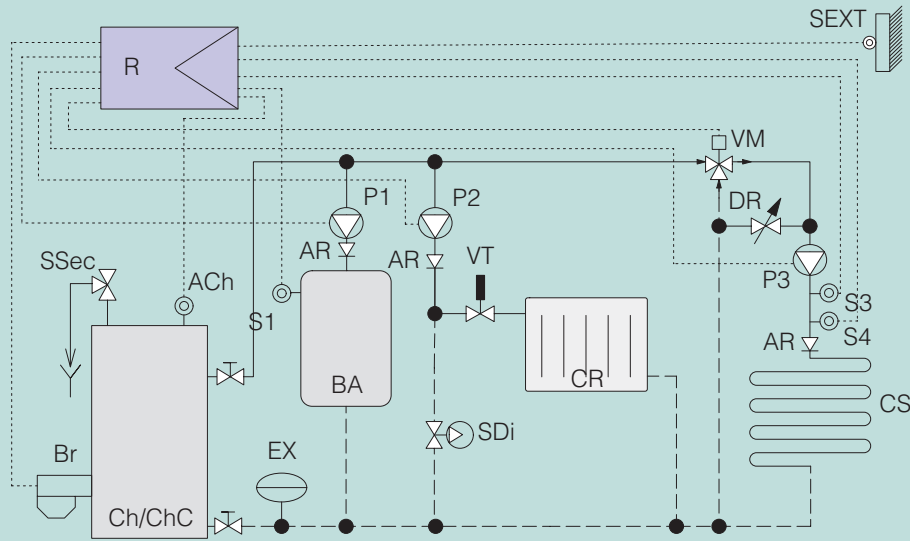 SEXT
R
VM
P1
P2
DR
AR
AR
VT
P3
SSec
ACh
S1
S3
S4
AR
BA
CR
CS
SDi
Br
EX
Ch/ChC